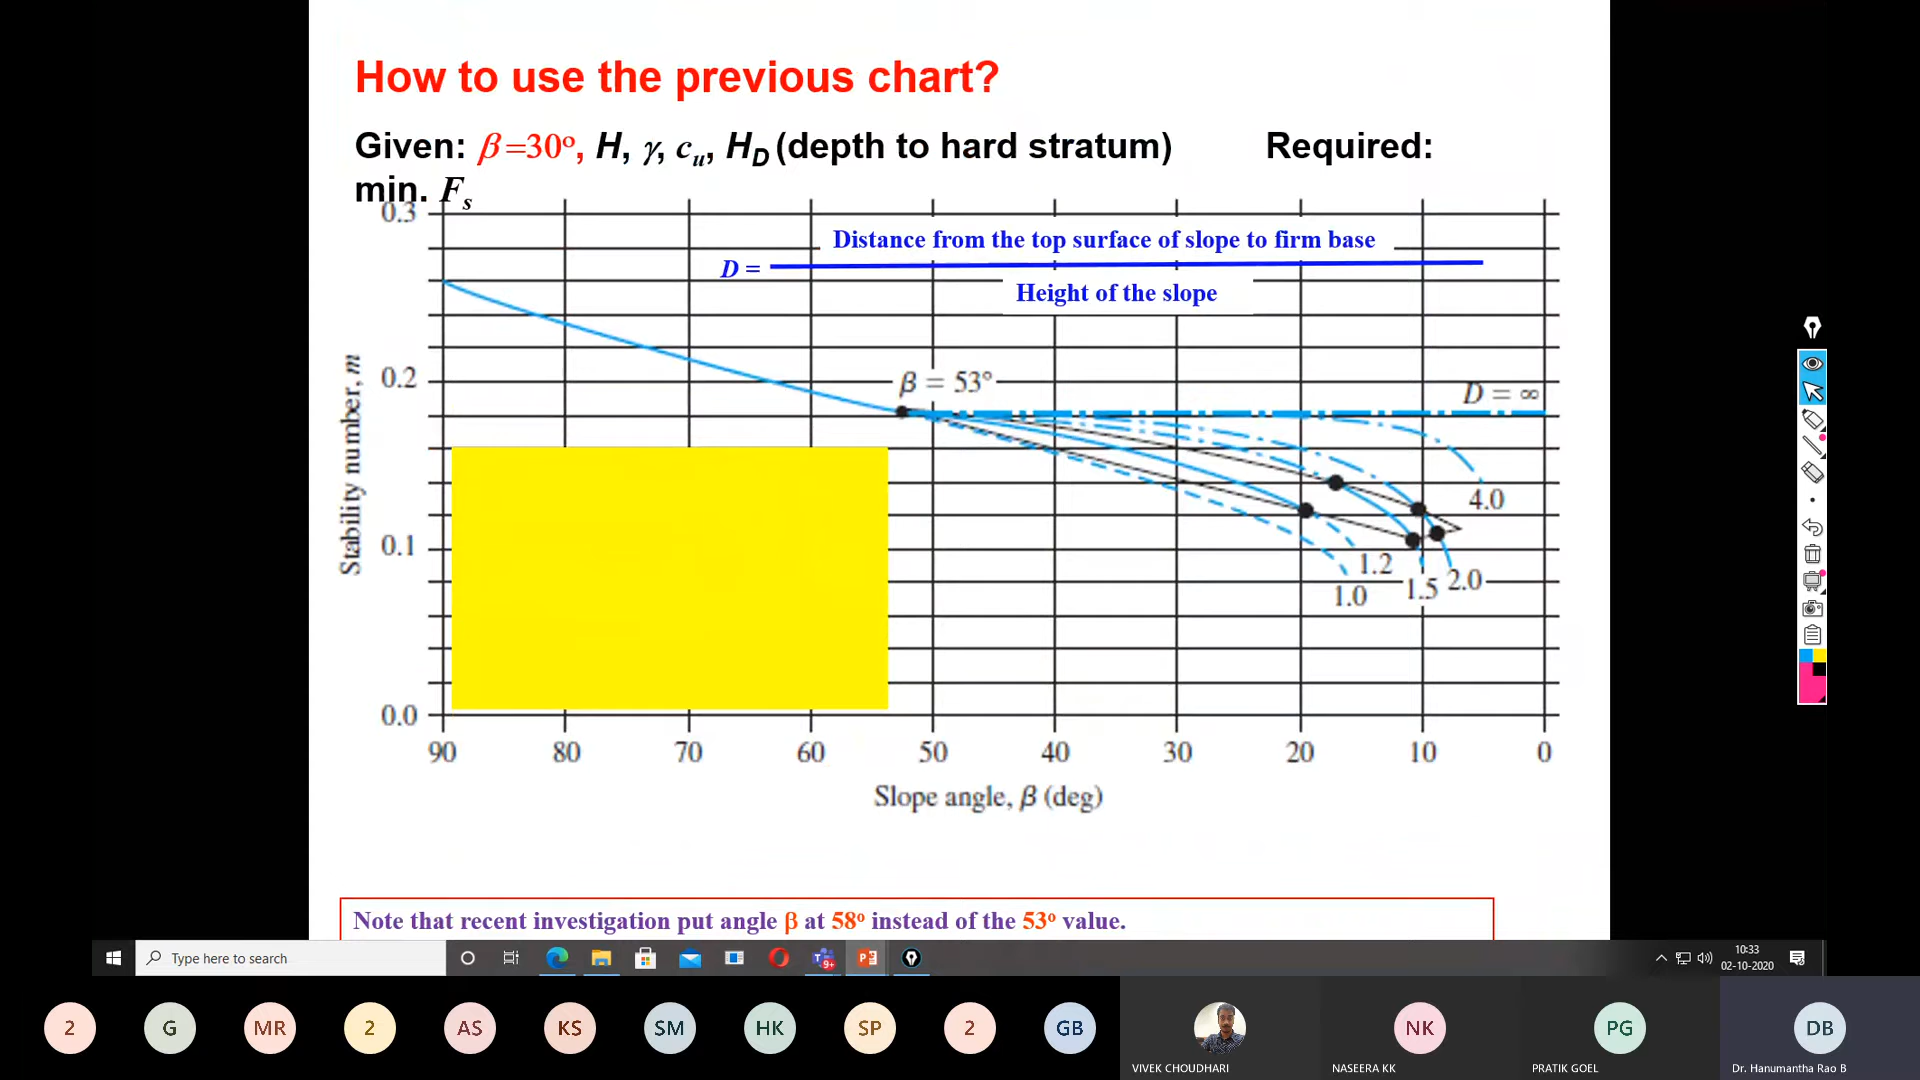 How to use the previous chart?
Given: β=30º, H, γ, cu, HD (depth to hard stratum) Required:
min. Fs
0.3
Distance from the top surface of slope to firm base
D =
Height of the slope
0.2
β = 53°
D = ∞
Stability number, m
4.0
0.1
1.2
1.0
1.5
2.0
0.0
90 80 70 60 50 40 30 20 10 0
Slope angle, β (deg)
Note that recent investigation put angle β at 58º instead of the 53º value.
Type here to search
9+
10:33
02-10-2020
2 G MR 2 AS KS SM HK SP 2 GB NK PG DB
VIVEK CHOUDHARI NASEERA KK PRATIK GOEL Dr. Hanumantha Rao B